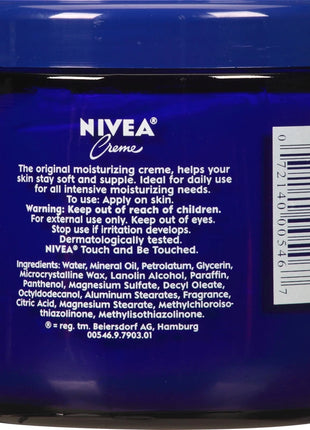 NIVEA®
Creme
The original moisturizing creme, helps your
skin stay soft and supple. Ideal for daily use
for all intensive moisturizing needs.
To use: Apply on skin.
Warning: Keep out of reach of children.
For external use only. Keep out of eyes.
Stop use if irritation develops.
Dermatologically tested.
NIVEA® Touch and Be Touched.
Ingredients: Water, Mineral Oil, Petrolatum, Glycerin,
Microcrystalline Wax, Lanolin Alcohol, Paraffin,
Panthenol, Magnesium Sulfate, Decyl Oleate,
Octyldodecanol, Aluminum Stearates, Fragrance,
Citric Acid, Magnesium Stearate, Methylchloroiso-
thiazolinone, Methylisothiazolinone.
® = reg. tm. Beiersdorf AG, Hamburg
00546.9.7903.01
0 72140 00546 7